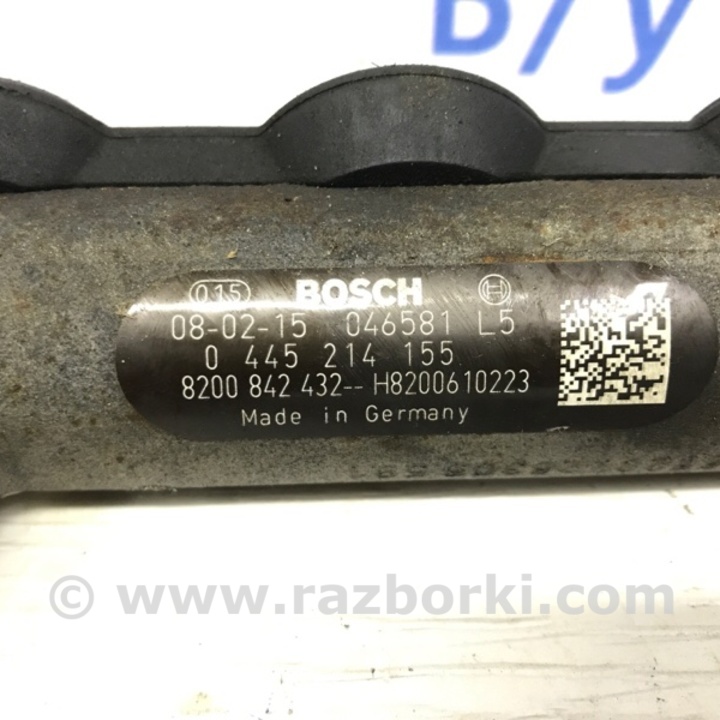 Б/у
015 BOSCH
08-02-15 046581 L5
0 445 214 155
8200 842 432-- H8200610223
Made in Germany
© www.razborki.com